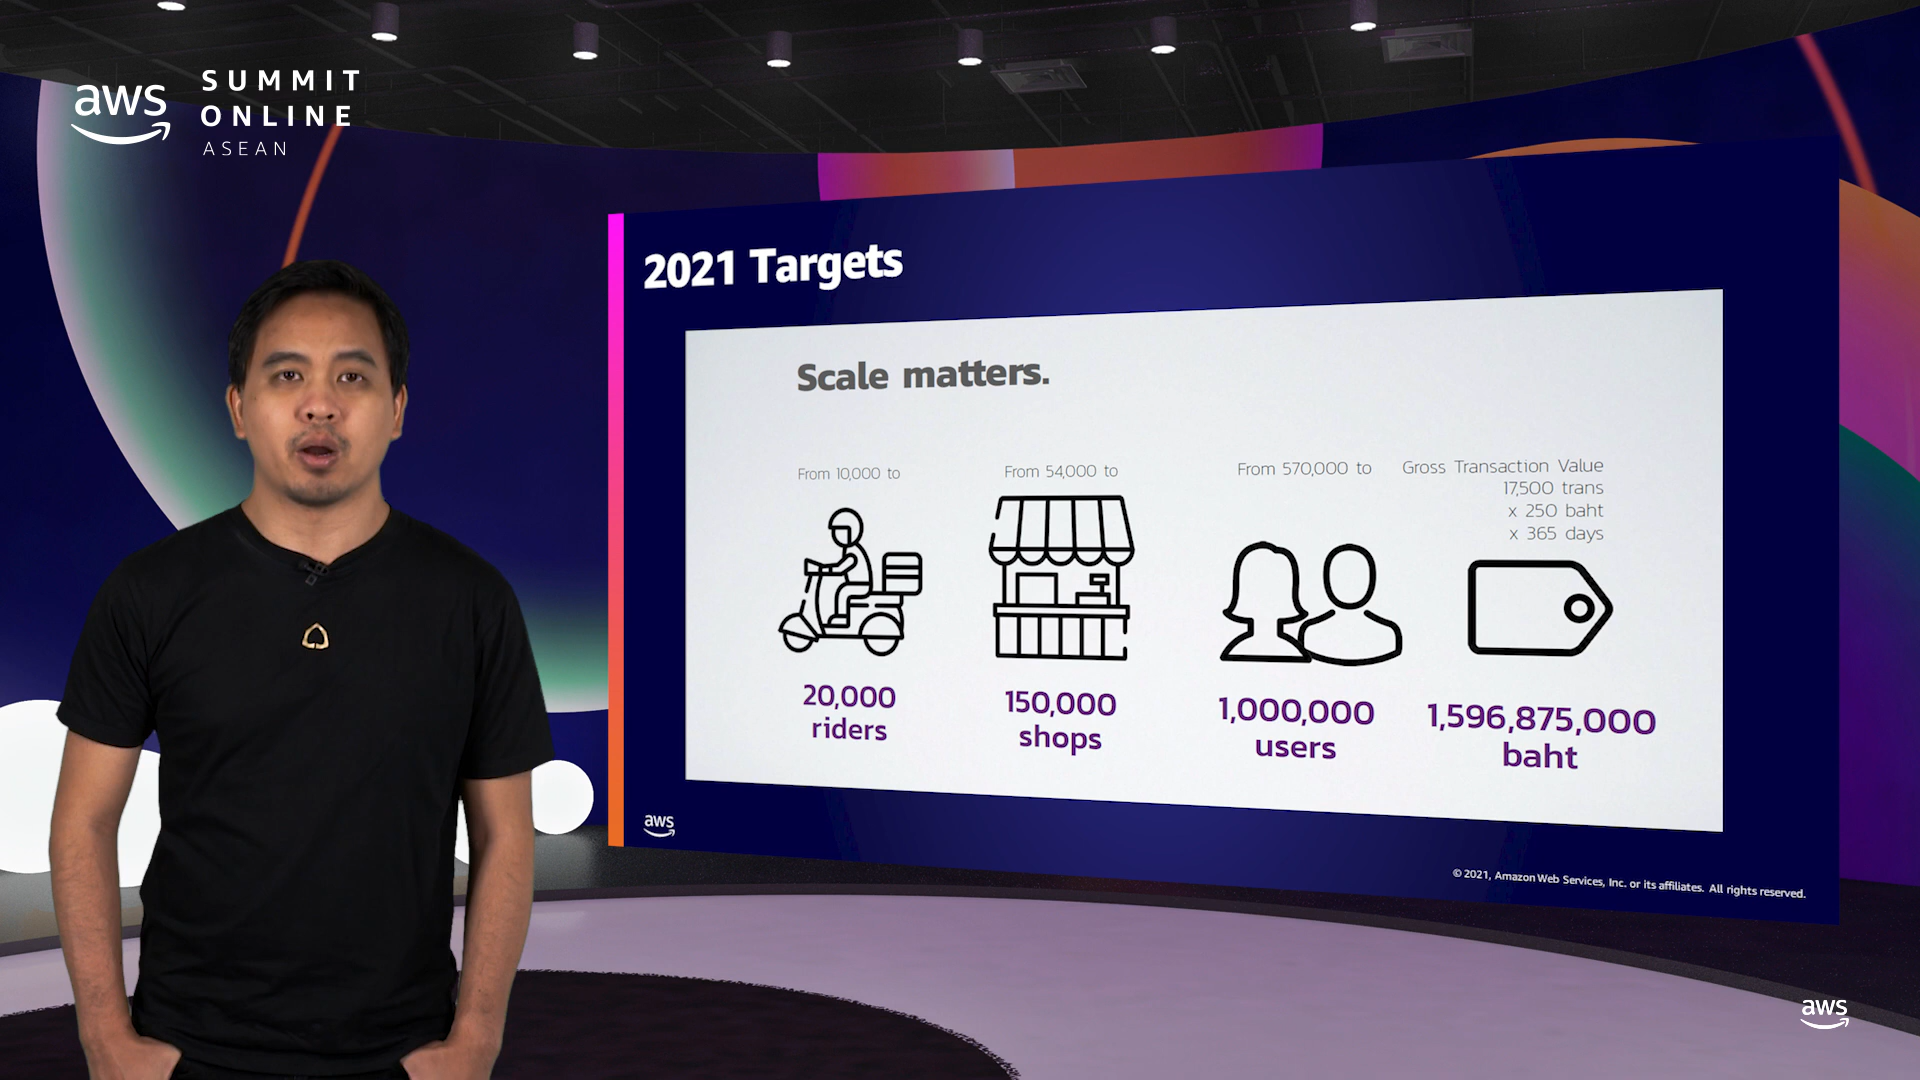 aws
SUMMIT
ONLINE
ASEAN
2021 Targets
Scale matters.
From 10,000 to
20,000
riders
From 54,000 to
150,000
shops
From 570,000 to
1,000,000
users
Gross Transaction Value
17,500 trans
x 250 baht
x 365 days
1,596,875,000
baht
aws
© 2021, Amazon Web Services, Inc. or its affiliates. All rights reserved.
aws